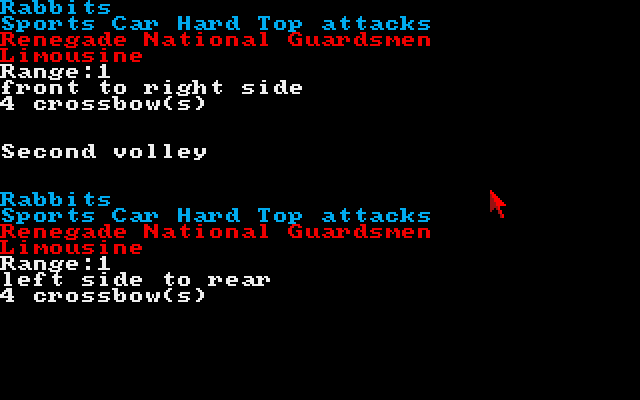 Rabbits
Sports Car Hard Top attacks
Renegade National Guardsmen
Limousine
Range:1
front to right side
4 crossbow(s)
Second volley
Rabbits
Sports Car Hard Top attacks
Renegade National Guardsmen
Limousine
Range:1
left side to rear
4 crossbow(s)